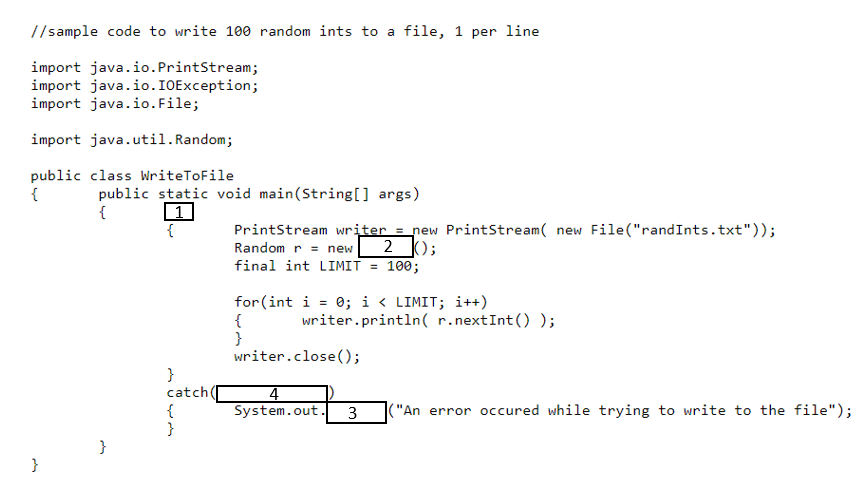 //sample code to write 100 random ints to a file, 1 per line
import java.io.PrintStream;
import java.io.IOException;
import java.io.File;
import java.util.Random;
public class WriteToFile
{ public static void main(String[] args)
{ 1
{ PrintStream writer = new PrintStream( new File("randInts.txt"));
Random r = new 2 ();
final int LIMIT = 100;
for(int i = 0; i < LIMIT; i++)
{ writer.println( r.nextInt() );
}
writer.close();
}
catch( 4 )
{ System.out. 3 ("An error occured while trying to write to the file");
}
}
}